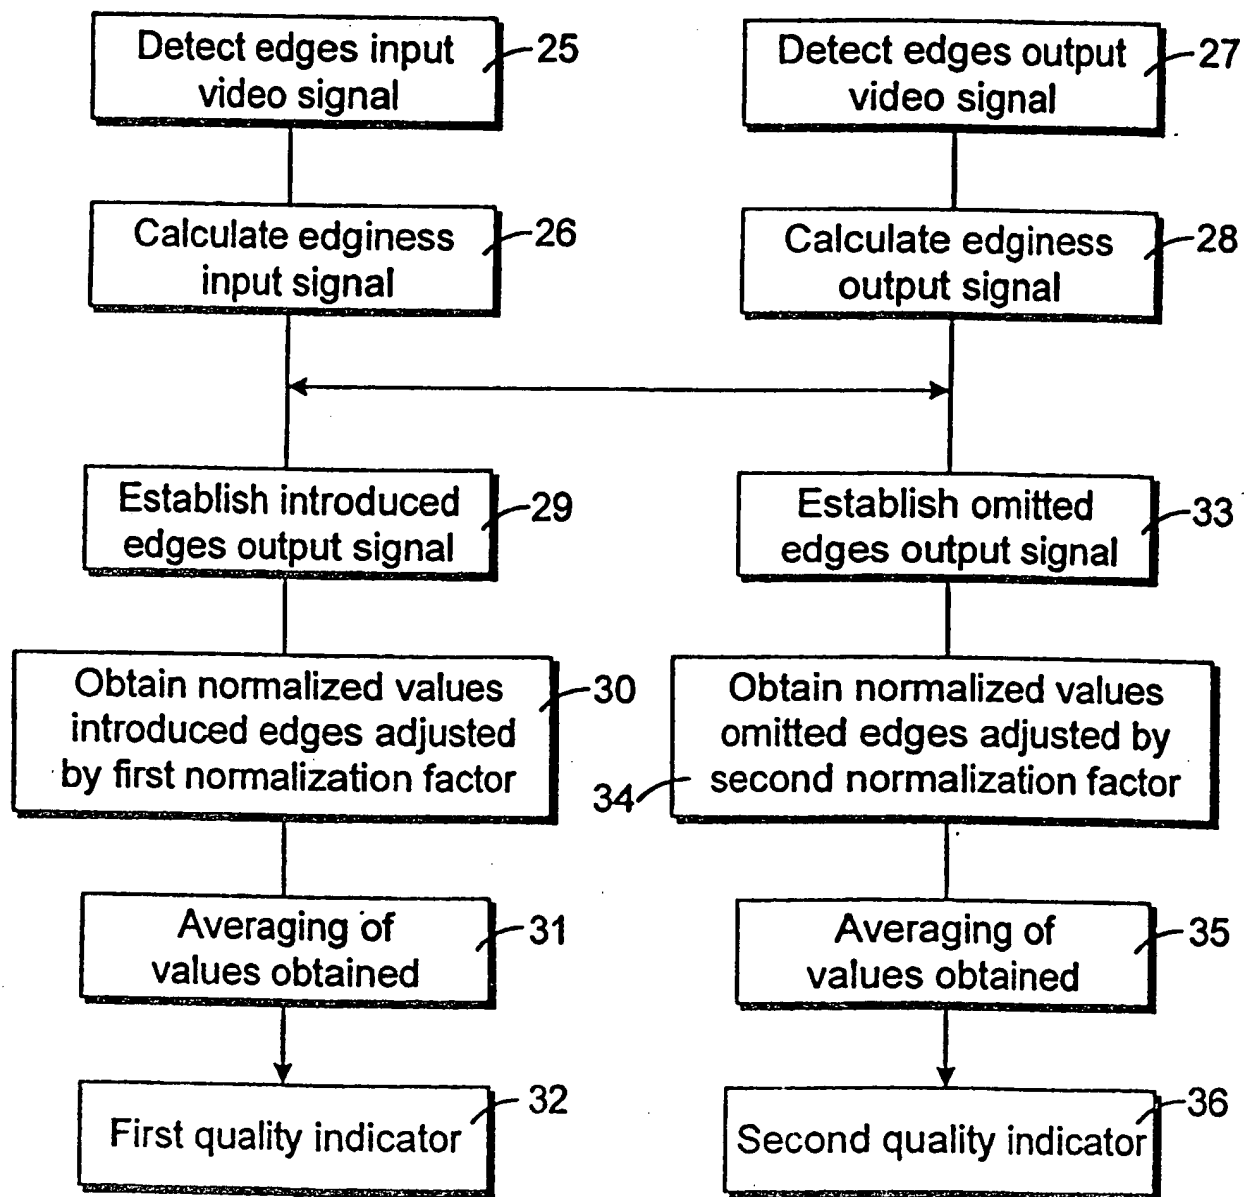 Detect edges input
video signal
25
Detect edges output
video signal
27
Calculate edginess
input signal
26
Calculate edginess
output signal
28
Establish introduced
edges output signal
29
Establish omitted
edges output signal
33
Obtain normalized values
introduced edges adjusted
by first normalization factor
30
Obtain normalized values
omitted edges adjusted by
second normalization factor
34
Averaging of
values obtained
31
Averaging of
values obtained
35
First quality indicator
32
Second quality indicator
36